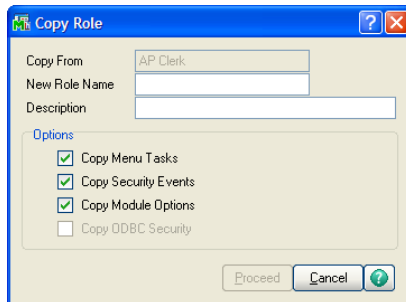 Copy Role
Copy From AP Clerk
New Role Name
Description
Options
Copy Menu Tasks
Copy Security Events
Copy Module Options
Copy ODBC Security
Proceed Cancel